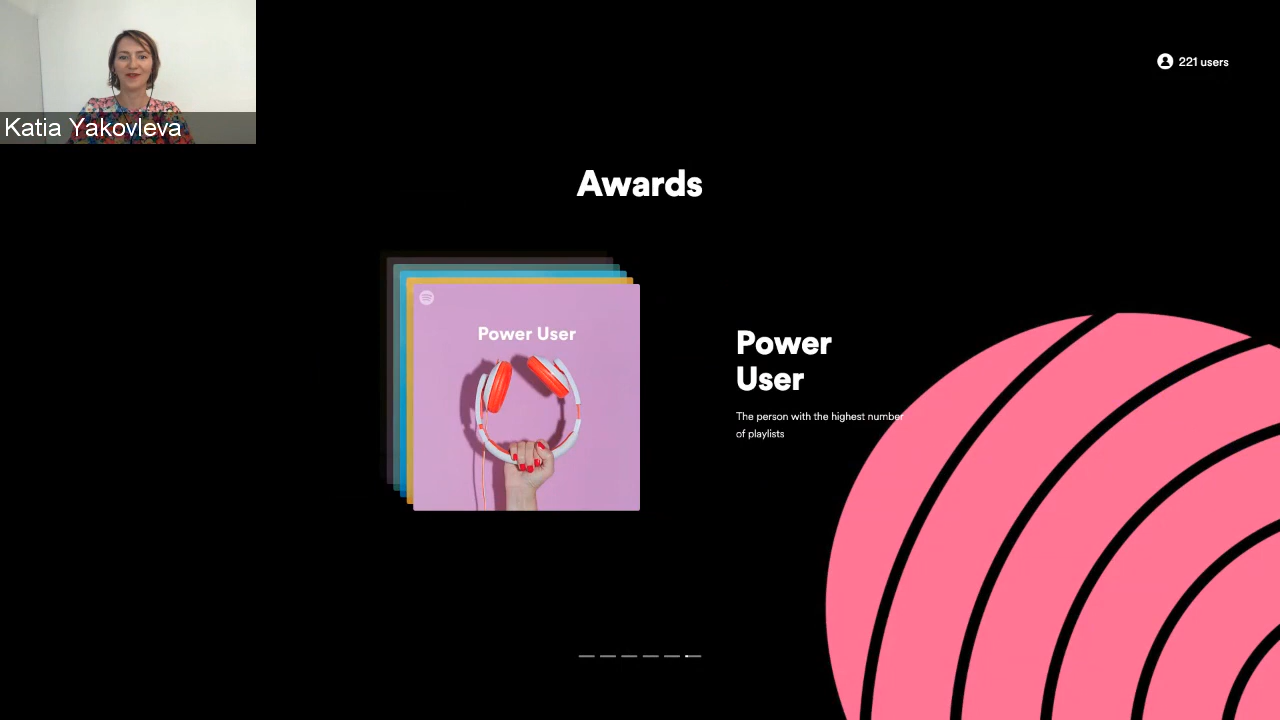 Katia Yakovleva
221 users
Awards
Power User
Power
User
The person with the highest number
of playlists